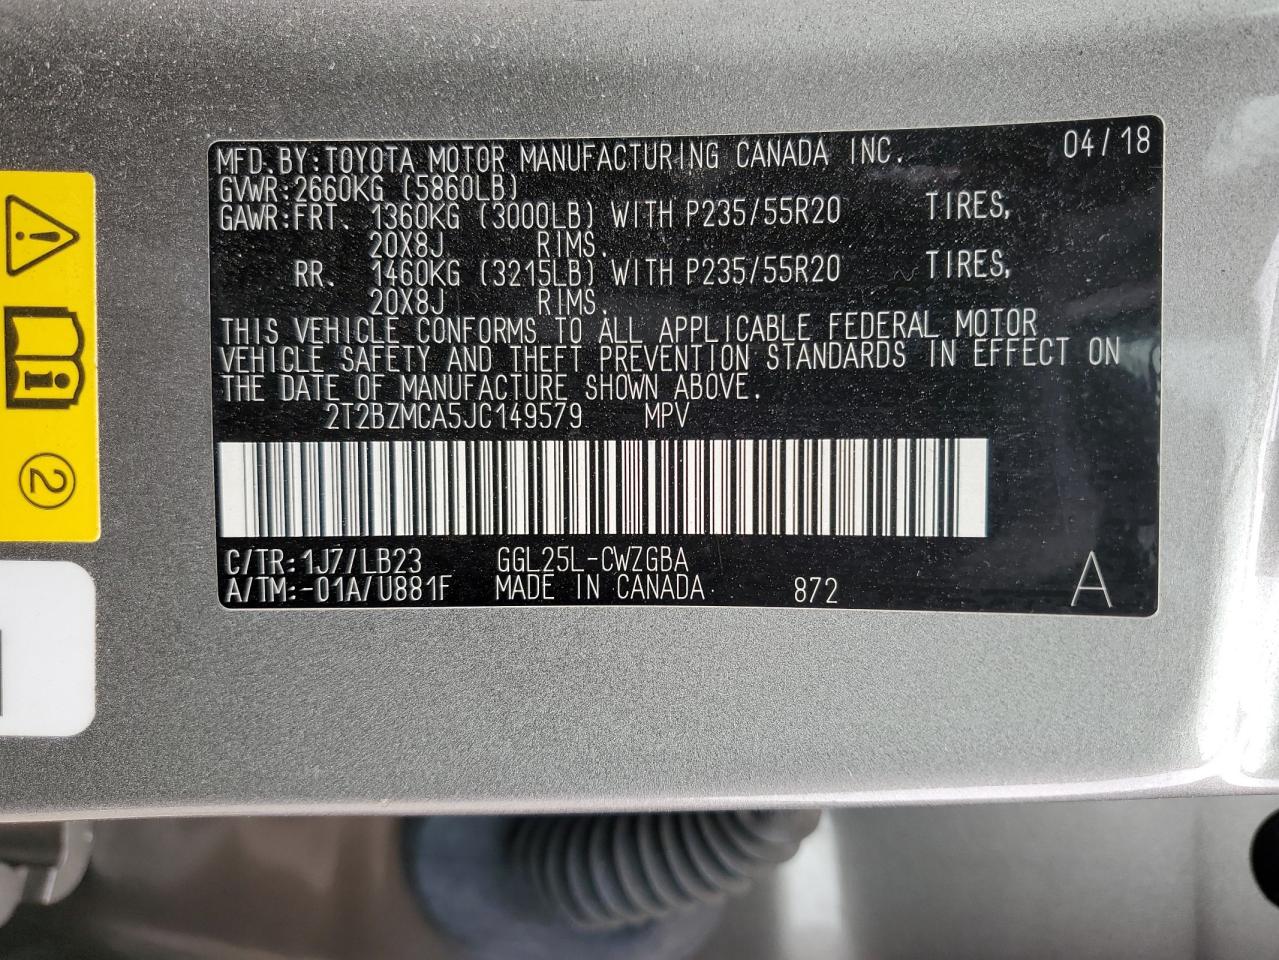 MFD.BY:TOYOTA MOTOR MANUFACTURING CANADA INC. 04/18
GVWR:2660KG (5860LB)
GAWR:FRT. 1360KG (3000LB) WITH P235/55R20 TIRES,
20X8J RIMS.
RR. 1460KG (3215LB) WITH P235/55R20 TIRES,
20X8J RIMS.
THIS VEHICLE CONFORMS TO ALL APPLICABLE FEDERAL MOTOR
VEHICLE SAFETY AND THEFT PREVENTION STANDARDS IN EFFECT ON
THE DATE OF MANUFACTURE SHOWN ABOVE.
2T2BZMCA5JC149579 MPV
C/TR:1J7/LB23 GGL25L-CWZGBA
A/TM:-01A/U881F MADE IN CANADA 872 A
2